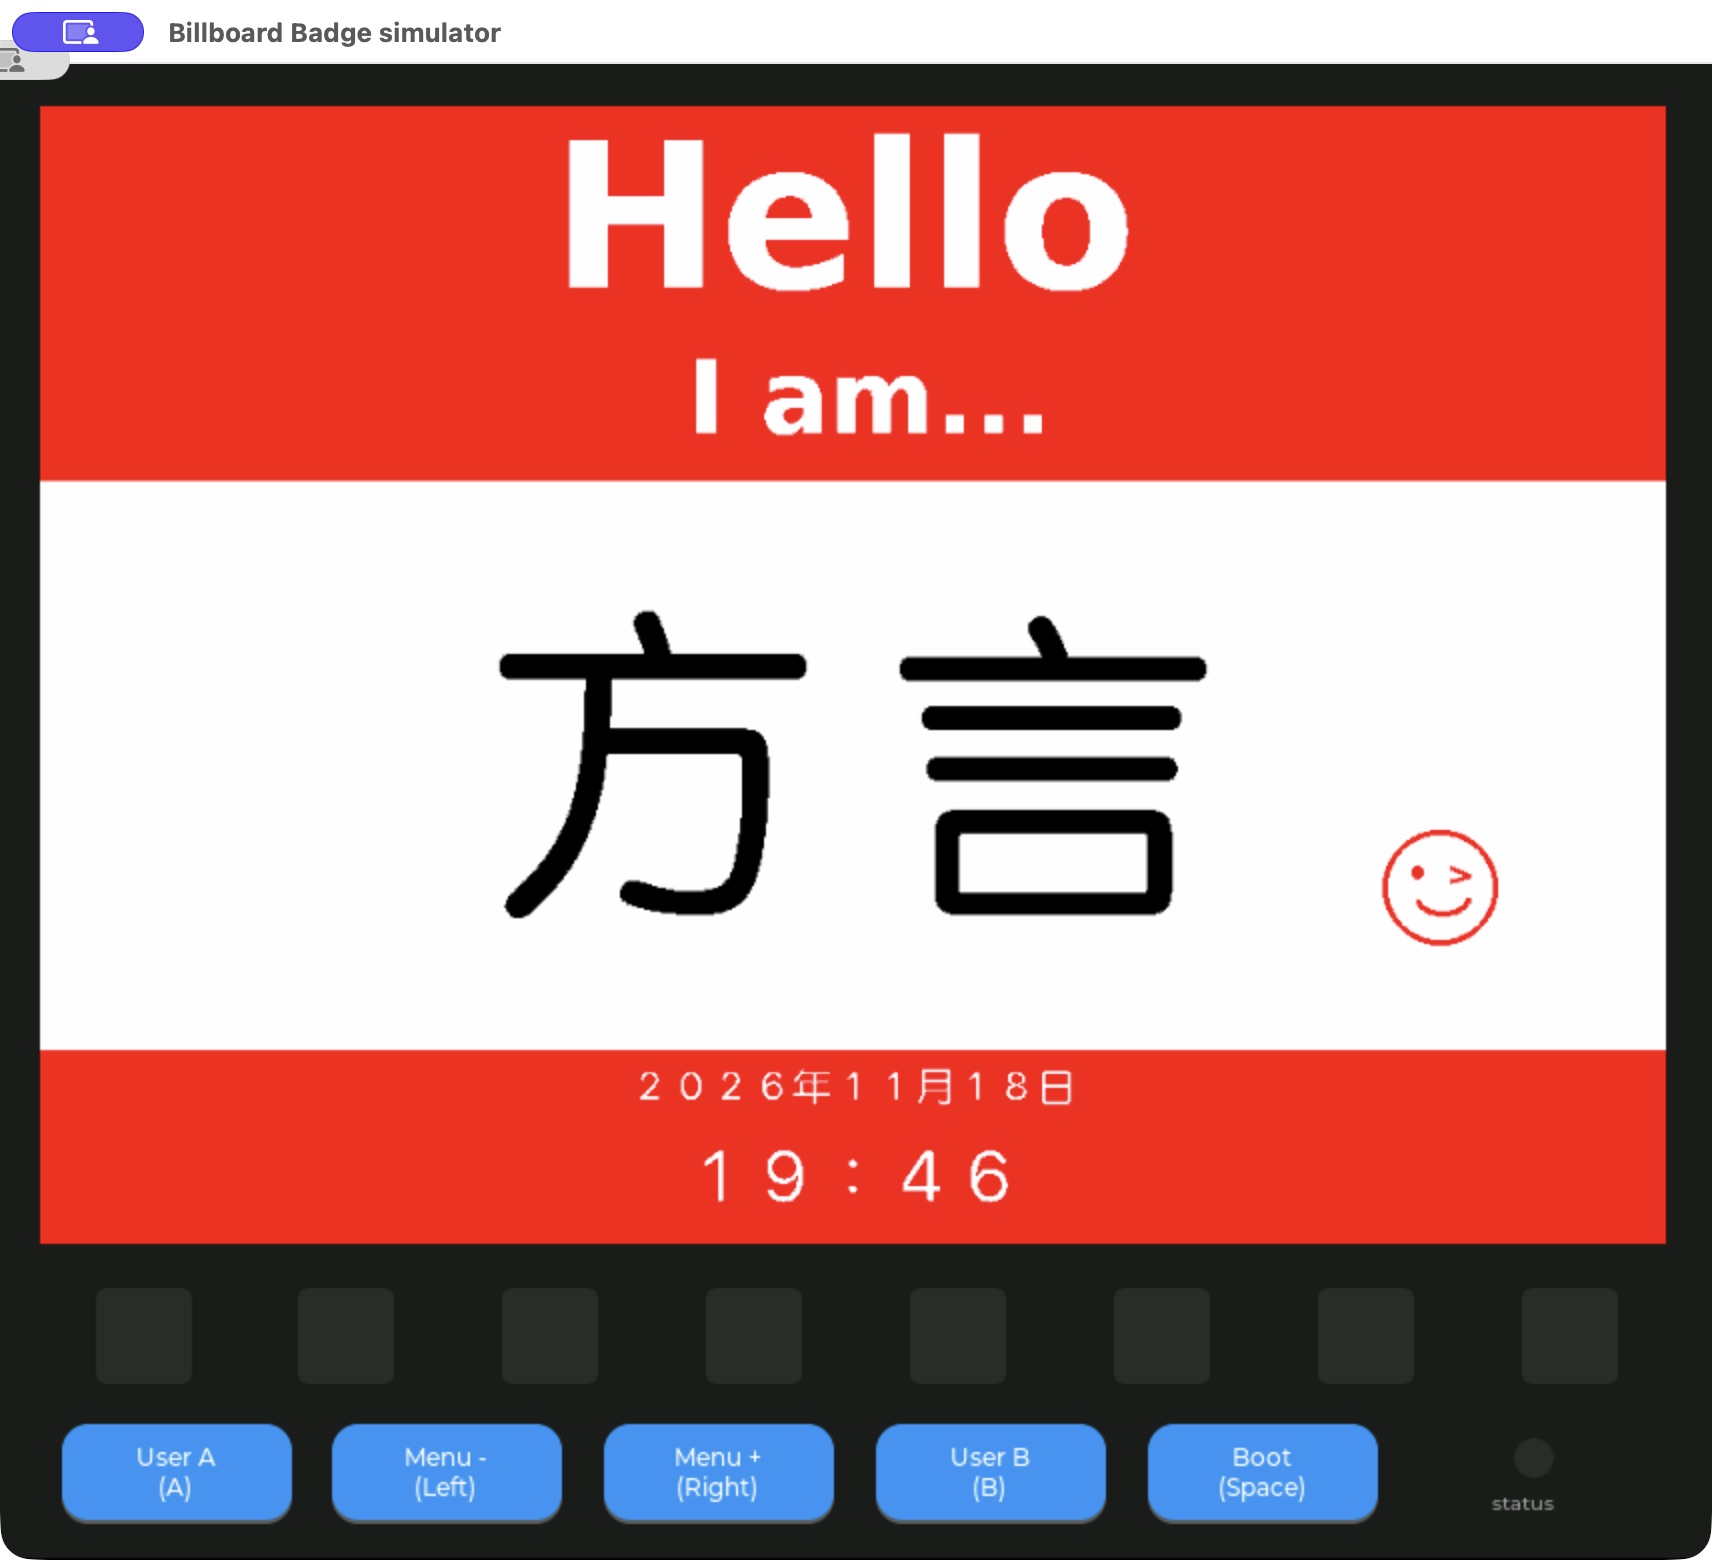 Billboard Badge simulator
Hello
I am...
方言
２０２６年１１月１８日
１９：４６
User A
(A)
Menu -
(Left)
Menu +
(Right)
User B
(B)
Boot
(Space)
status